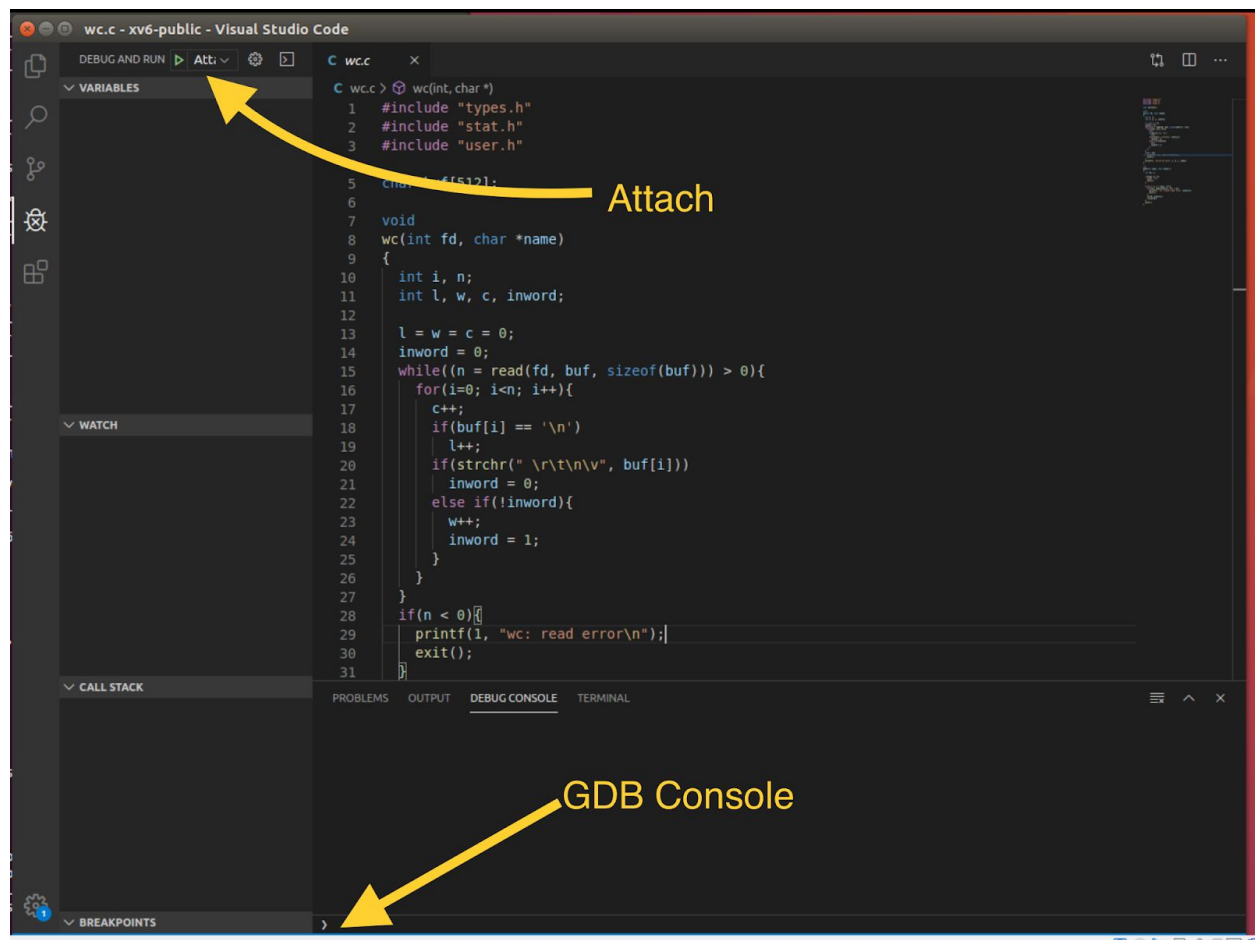 wc.c - xv6-public - Visual Studio Code
DEBUG AND RUN Atta
VARIABLES
WATCH
CALL STACK
BREAKPOINTS
1
C wc.c
C wc.c > wc(int, char *)
1 #include "types.h"
2 #include "stat.h"
3 #include "user.h"
5 char buf[512];
6
7 void
8 wc(int fd, char *name)
9 {
10 int i, n;
11 int l, w, c, inword;
12
13 l = w = c = 0;
14 inword = 0;
15 while((n = read(fd, buf, sizeof(buf))) > 0){
16 for(i=0; i<n; i++){
17 c++;
18 if(buf[i] == '\n')
19 l++;
20 if(strchr(" \r\t\n\v", buf[i]))
21 inword = 0;
22 else if(!inword){
23 w++;
24 inword = 1;
25 }
26 }
27 }
28 if(n < 0){
29 printf(1, "wc: read error\n");
30 exit();
31 }
Attach
PROBLEMS OUTPUT DEBUG CONSOLE TERMINAL
GDB Console